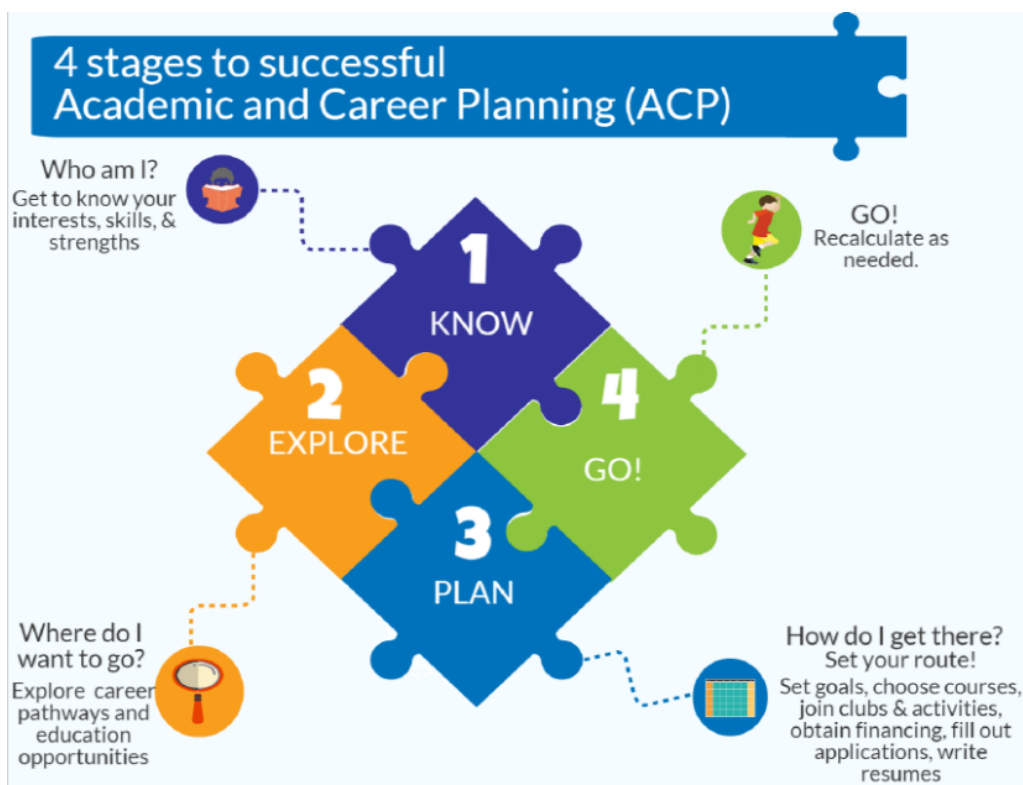 4 stages to successful
Academic and Career Planning (ACP)
Who am I?
Get to know your
interests, skills, &
strengths
GO!
Recalculate as
needed.
1
KNOW
2
EXPLORE
4
GO!
3
PLAN
Where do I
want to go?
Explore career
pathways and
education
opportunities
How do I get there?
Set your route!
Set goals, choose courses,
join clubs & activities,
obtain financing, fill out
applications, write
resumes